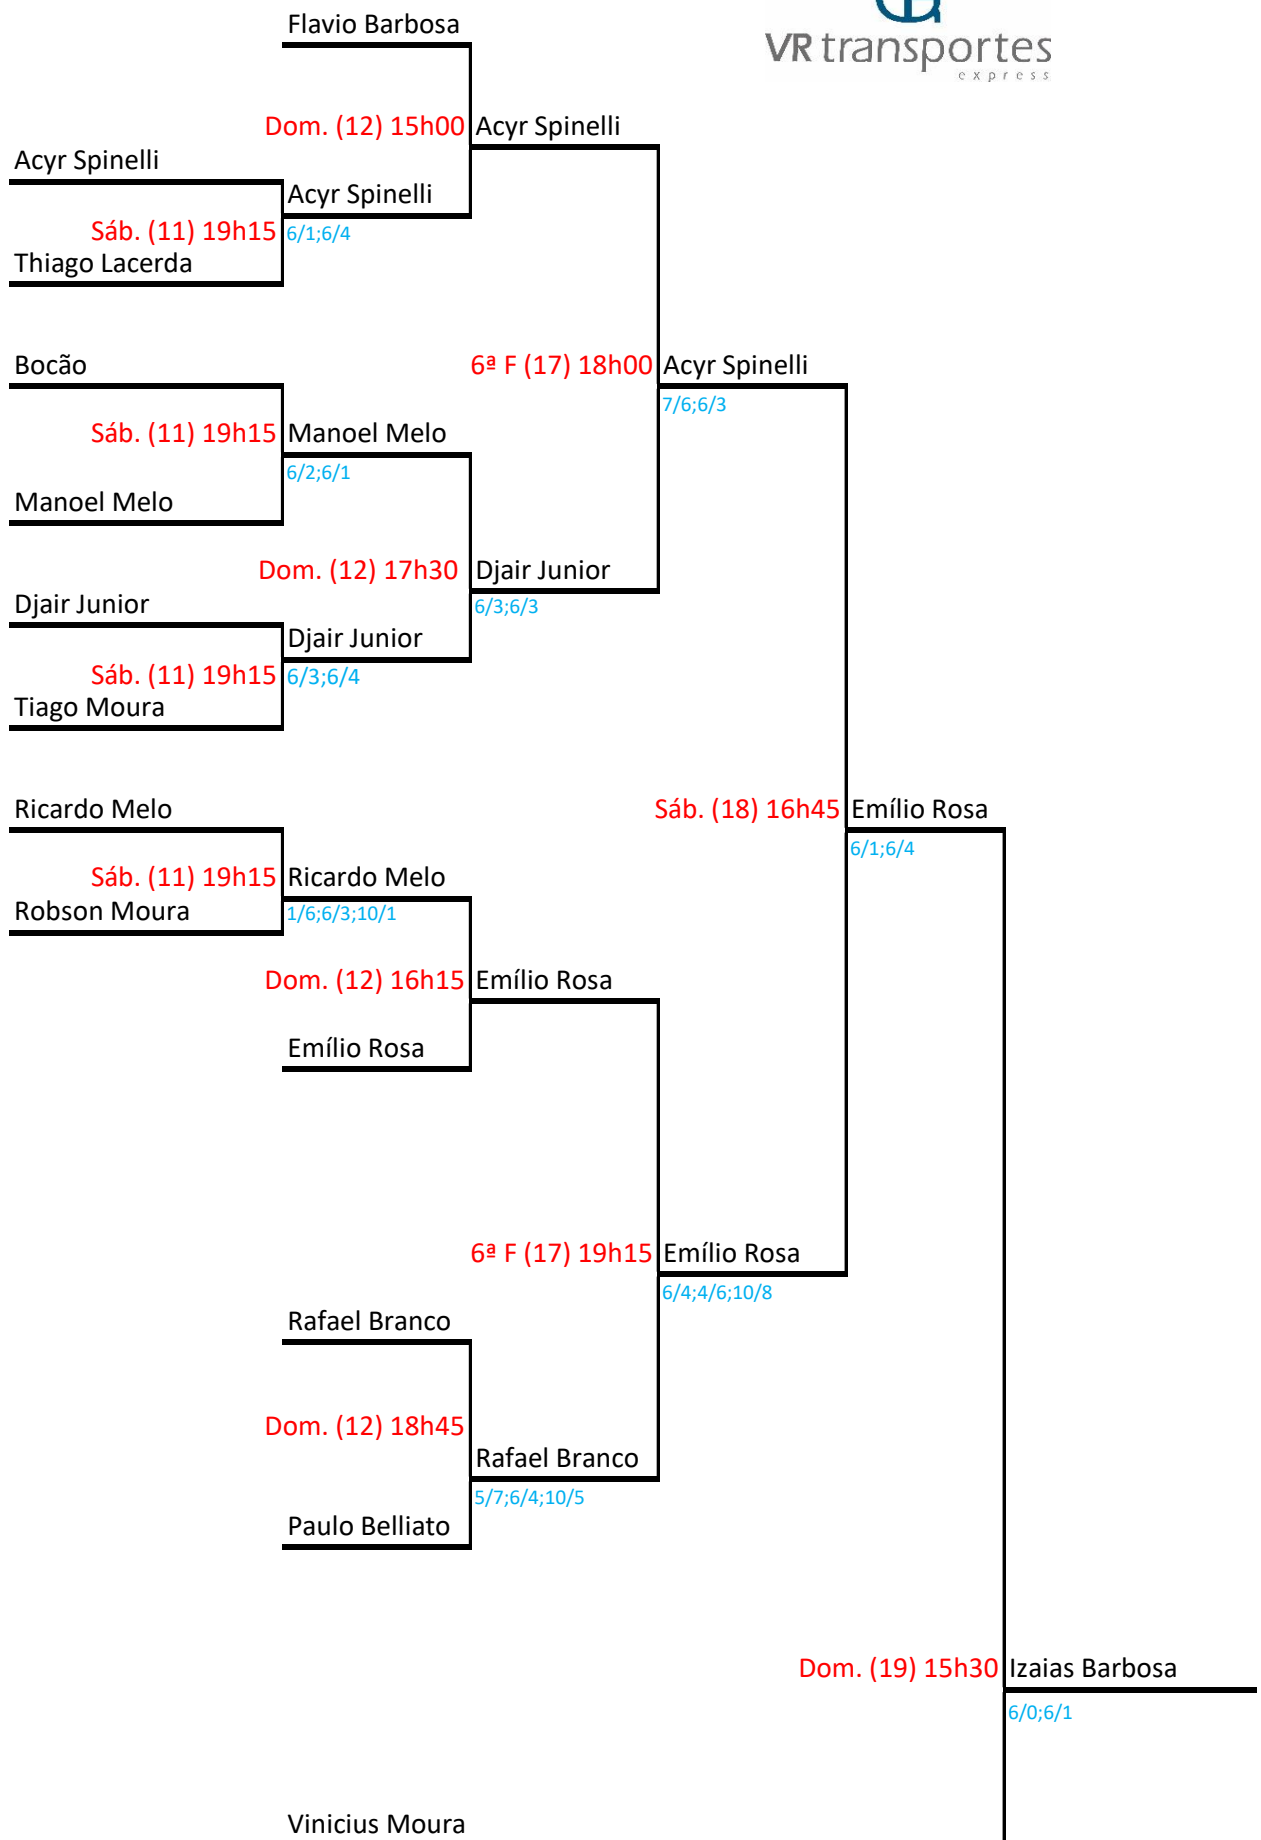 Flavio Barbosa
VR transportes
express
Dom. (12) 15h00
Acyr Spinelli
Acyr Spinelli
Acyr Spinelli
Sáb. (11) 19h15
6/1;6/4
Thiago Lacerda
Bocão
6ª F (17) 18h00
Acyr Spinelli
7/6;6/3
Sáb. (11) 19h15
Manoel Melo
6/2;6/1
Manoel Melo
Dom. (12) 17h30
Djair Junior
6/3;6/3
Djair Junior
Djair Junior
Sáb. (11) 19h15
6/3;6/4
Tiago Moura
Ricardo Melo
Sáb. (18) 16h45
Emílio Rosa
6/1;6/4
Sáb. (11) 19h15
Ricardo Melo
Robson Moura
1/6;6/3;10/1
Dom. (12) 16h15
Emílio Rosa
Emílio Rosa
6ª F (17) 19h15
Emílio Rosa
6/4;4/6;10/8
Rafael Branco
Dom. (12) 18h45
Rafael Branco
5/7;6/4;10/5
Paulo Belliato
Dom. (19) 15h30
Izaias Barbosa
6/0;6/1
Vinicius Moura